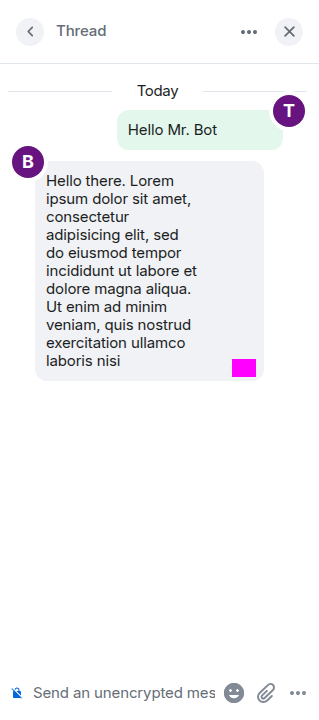 Thread
Today
T
Hello Mr. Bot
B
Hello there. Lorem
ipsum dolor sit amet,
consectetur
adipisicing elit, sed
do eiusmod tempor
incididunt ut labore et
dolore magna aliqua.
Ut enim ad minim
veniam, quis nostrud
exercitation ullamco
laboris nisi
Send an unencrypted mes